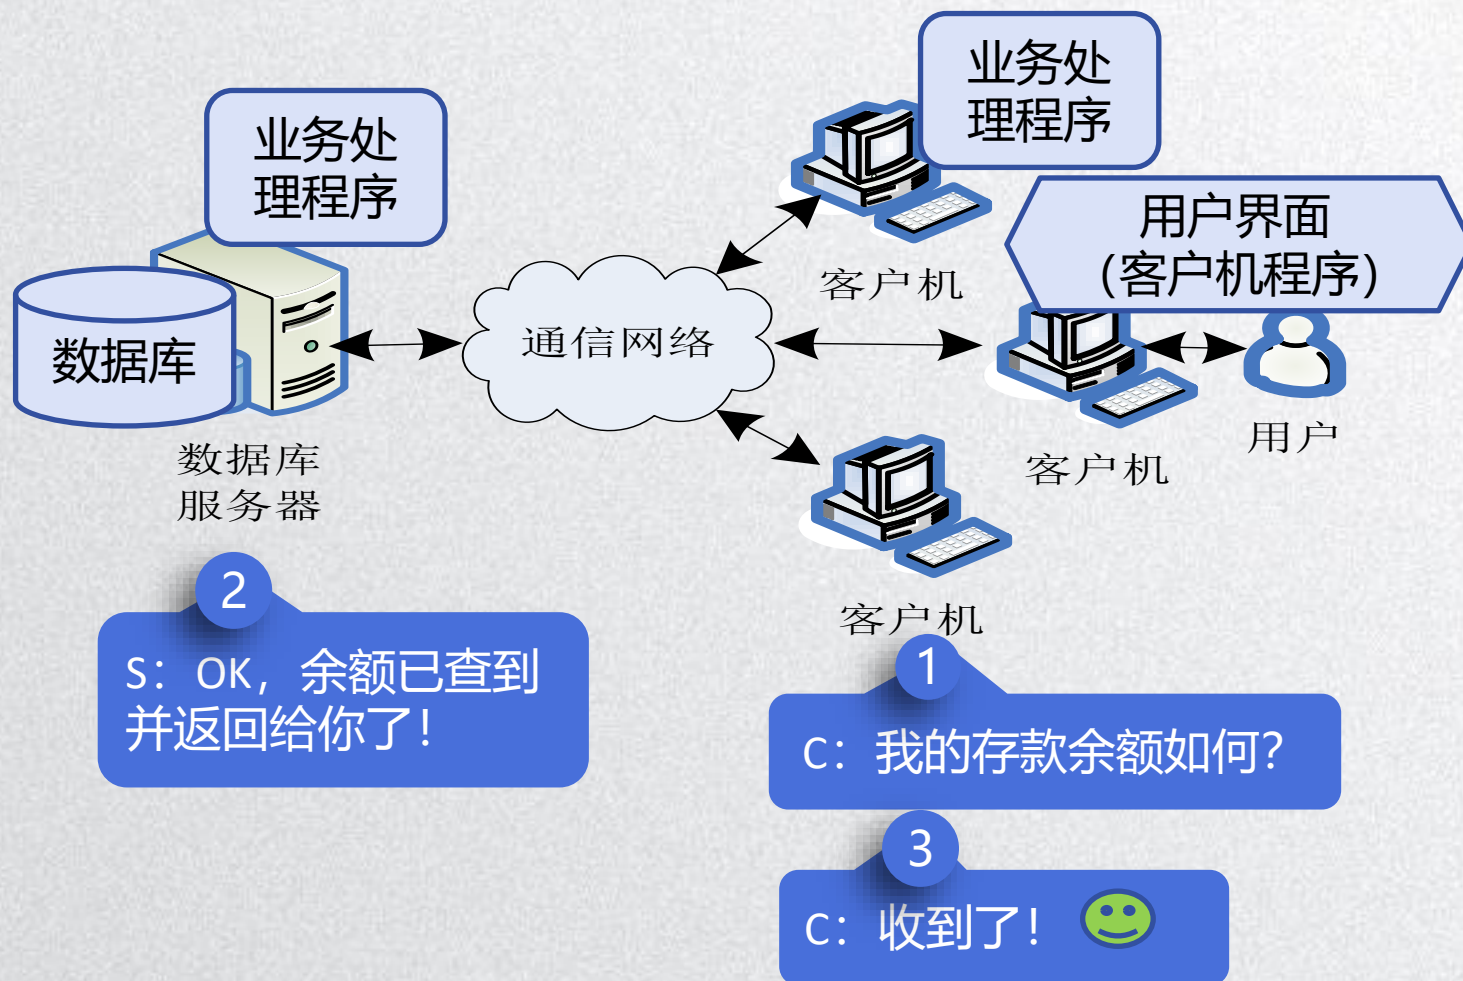 业务处
理程序
业务处
理程序
用户界面
（客户机程序）
客户机
通信网络
数据库
客户机
用户
数据库
服务器
客户机
2
S：OK，余额已查到
并返回给你了！
1
C：我的存款余额如何？
3
C：收到了！